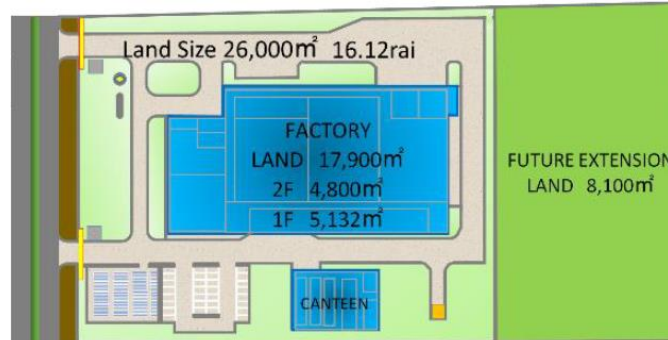 Land Size 26,000㎡ 16.12rai
FACTORY
LAND 17,900㎡
2F 4,800㎡
1F 5,132㎡
FUTURE EXTENSION
LAND 8,100㎡
CANTEEN